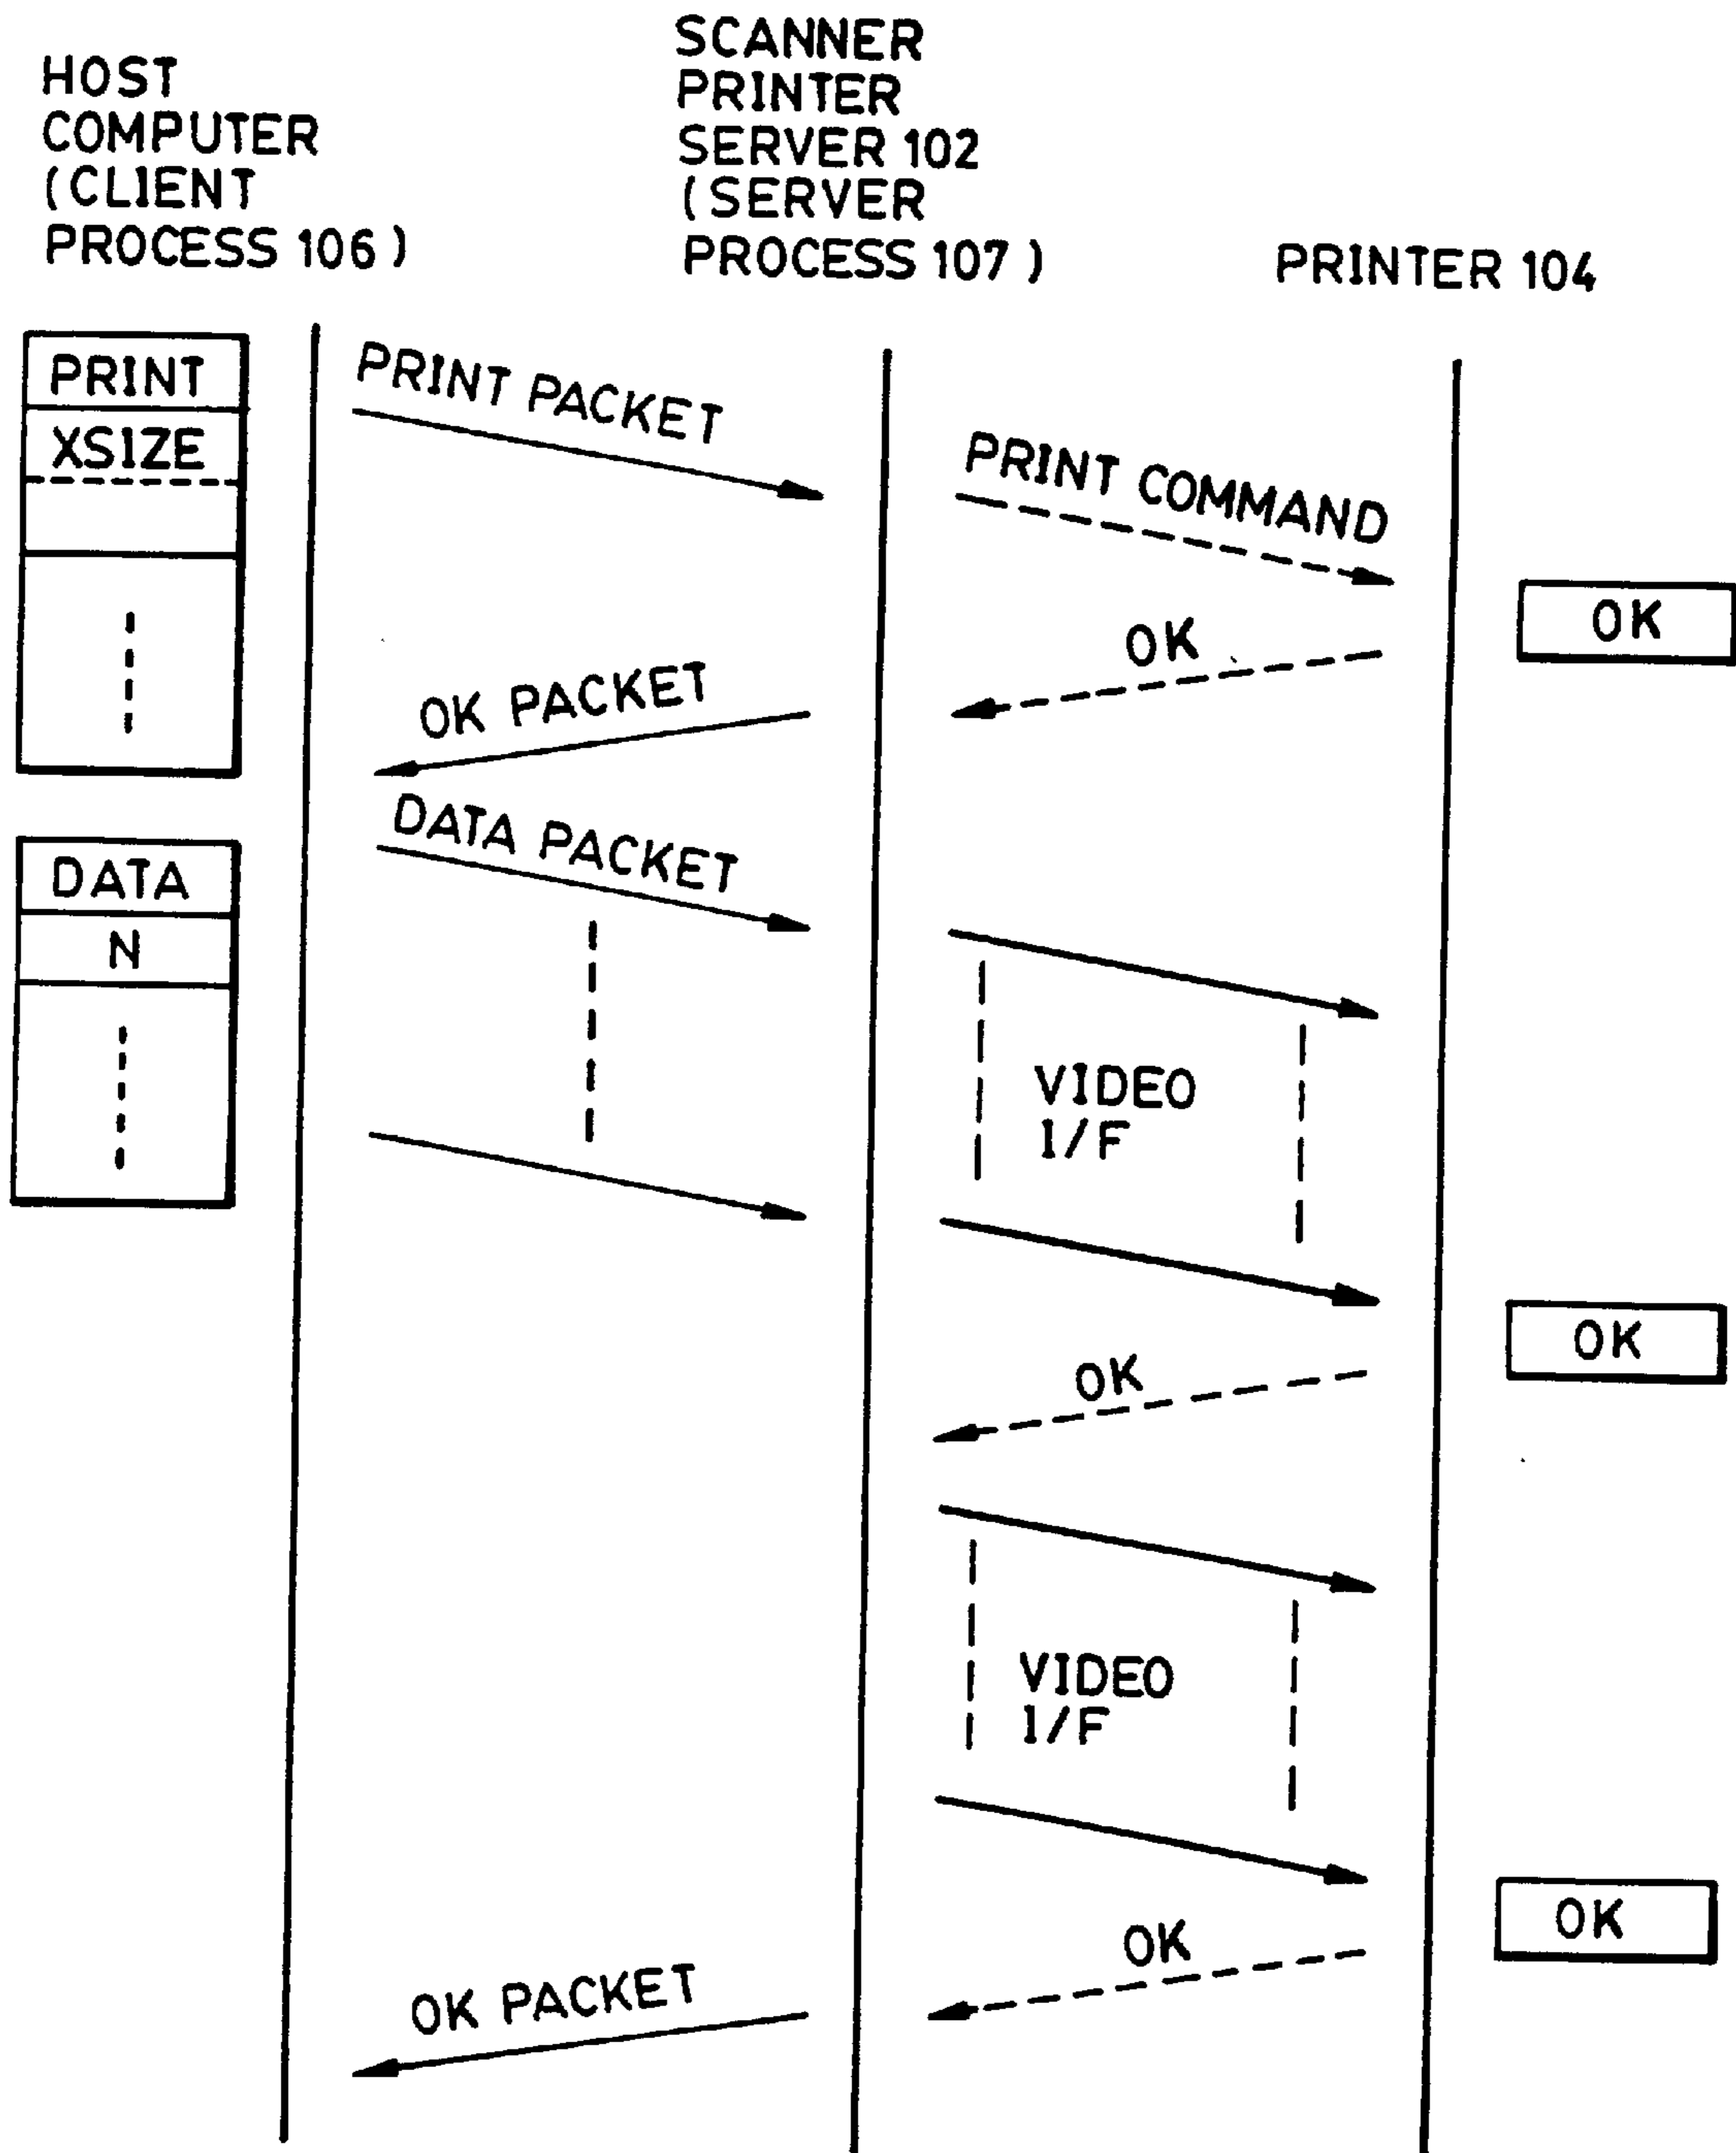 HOST
COMPUTER
(CLIENT
PROCESS 106)
SCANNER
PRINTER
SERVER 102
(SERVER
PROCESS 107)
PRINTER 104
PRINT
XSIZE
PRINT PACKET
PRINT COMMAND
OK
OK
OK PACKET
DATA PACKET
DATA
N
VIDEO
I/F
OK
OK
VIDEO
I/F
OK
OK
OK PACKET